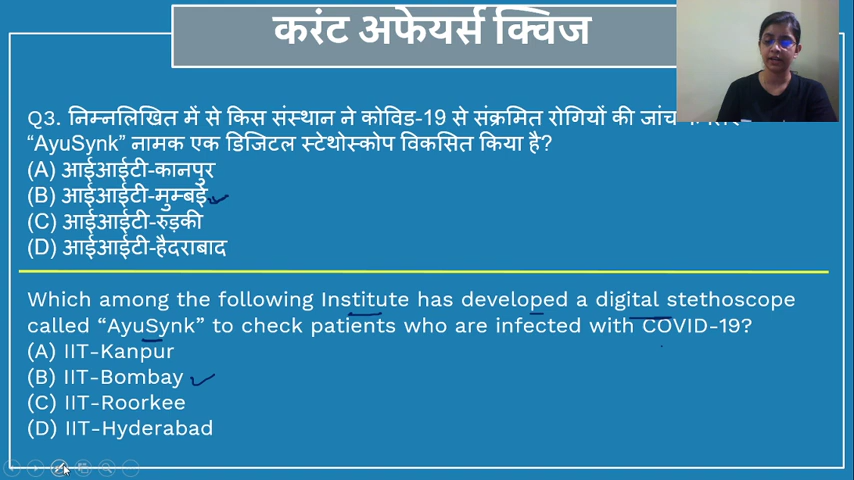 करंट अफेयर्स क्विज
Q3. निम्नलिखित में से किस संस्थान ने कोविड-19 से संक्रमित रोगियों की जांच
“AyuSynk” नामक एक डिजिटल स्टेथोस्कोप विकसित किया है?
(A) आईआईटी-कानपुर
(B) आईआईटी-मुम्बई
(C) आईआईटी-रुड़की
(D) आईआईटी-हैदराबाद
Which among the following Institute has developed a digital stethoscope
called “AyuSynk” to check patients who are infected with COVID-19?
(A) IIT-Kanpur
(B) IIT-Bombay
(C) IIT-Roorkee
(D) IIT-Hyderabad